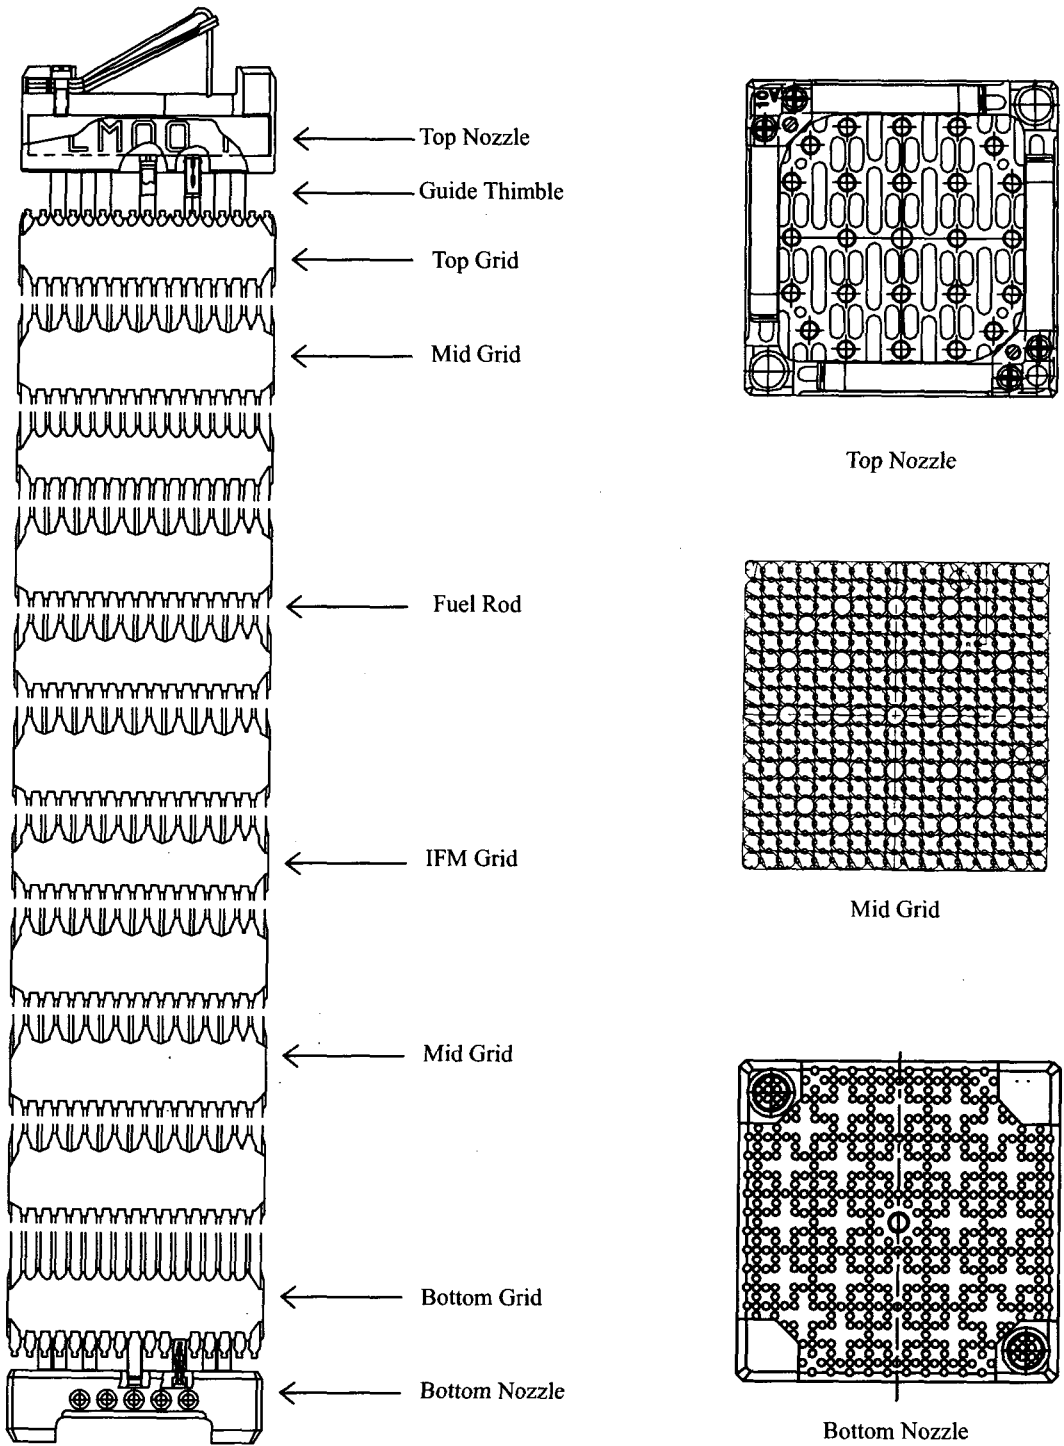 LM00
Top Nozzle
Guide Thimble
Top Grid
Mid Grid
Fuel Rod
IFM Grid
Mid Grid
Bottom Grid
Bottom Nozzle
Top Nozzle
Mid Grid
Bottom Nozzle